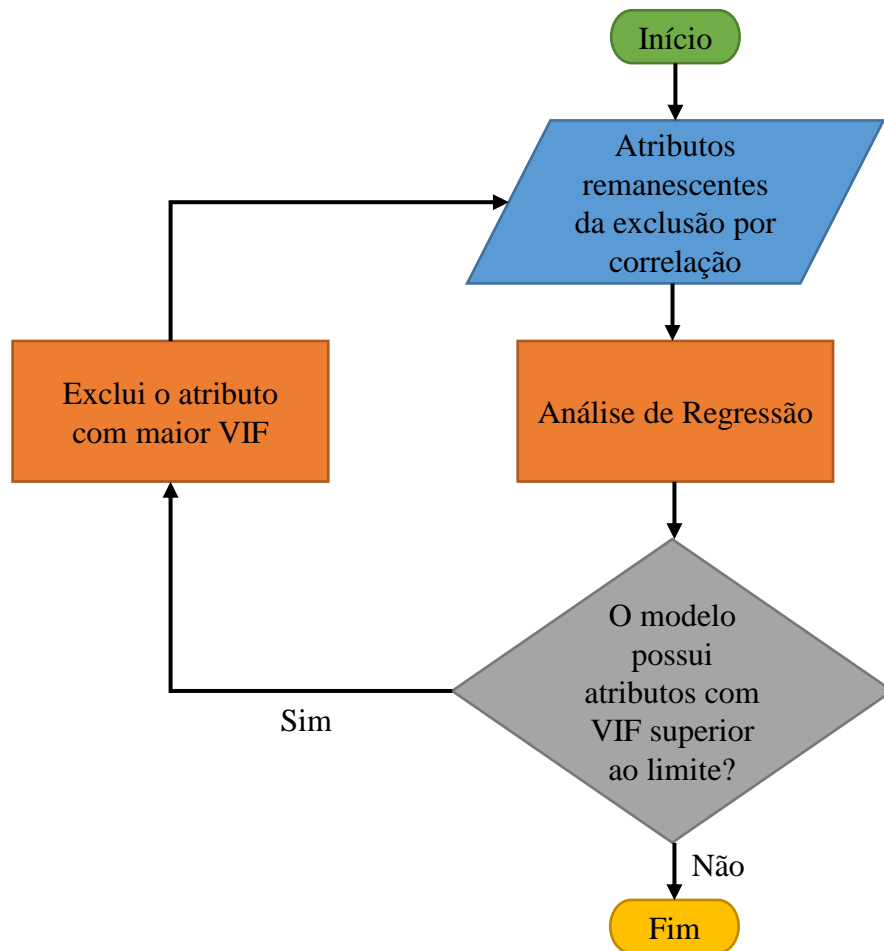 Início
Atributos
remanescentes
da exclusão por
correlação
Exclui o atributo
com maior VIF
Análise de Regressão
O modelo
possui
atributos com
VIF superior
ao limite?
Sim
Não
Fim